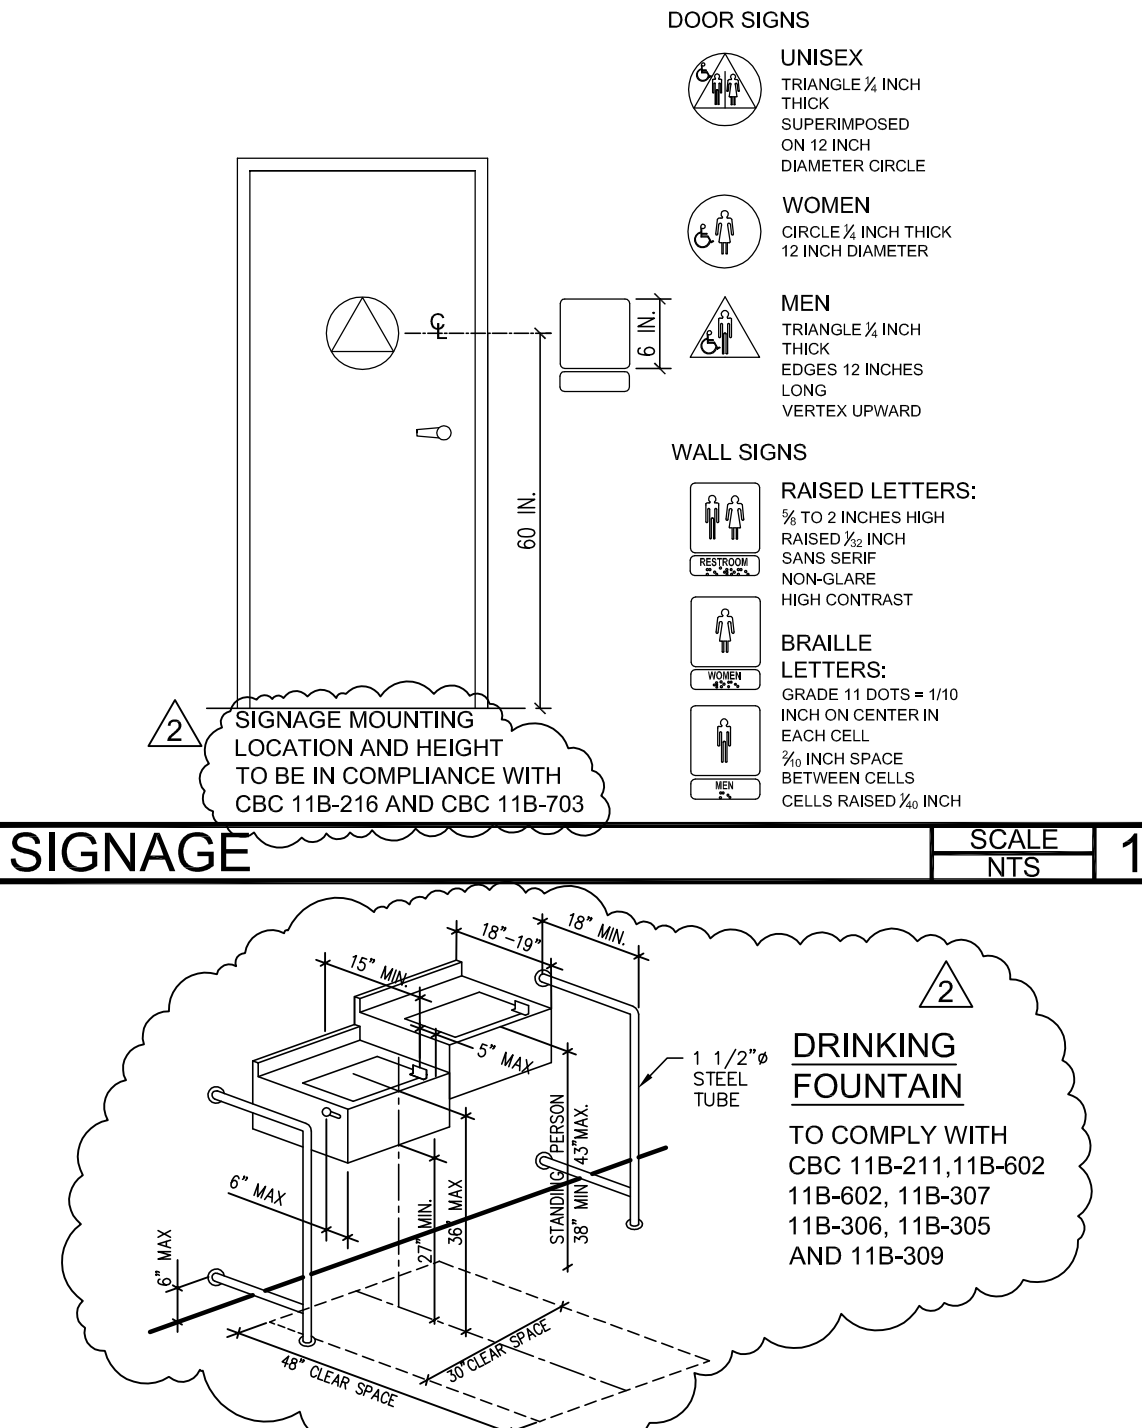 DOOR SIGNS
UNISEX
TRIANGLE 1/4 INCH
THICK
SUPERIMPOSED
ON 12 INCH
DIAMETER CIRCLE
WOMEN
CIRCLE 1/4 INCH THICK
12 INCH DIAMETER
MEN
TRIANGLE 1/4 INCH
THICK
EDGES 12 INCHES
LONG
VERTEX UPWARD
℄
6 IN.
60 IN.
WALL SIGNS
RAISED LETTERS:
5/8 TO 2 INCHES HIGH
RAISED 1/32 INCH
SANS SERIF
NON-GLARE
HIGH CONTRAST
RESTROOM
BRAILLE
LETTERS:
GRADE 11 DOTS = 1/10
INCH ON CENTER IN
EACH CELL
2/10 INCH SPACE
BETWEEN CELLS
CELLS RAISED 1/40 INCH
WOMEN
MEN
2
SIGNAGE MOUNTING
LOCATION AND HEIGHT
TO BE IN COMPLIANCE WITH
CBC 11B-216 AND CBC 11B-703
SIGNAGE
SCALE
NTS
1
18"-19"
18" MIN.
15" MIN.
5" MAX
1 1/2"ø
STEEL
TUBE
2
DRINKING
FOUNTAIN
TO COMPLY WITH
CBC 11B-211,11B-602
11B-602, 11B-307
11B-306, 11B-305
AND 11B-309
6" MAX
6" MAX
27" MIN.
36" MAX
STANDING PERSON
38" MIN 43"MAX.
48" CLEAR SPACE
30"CLEAR SPACE